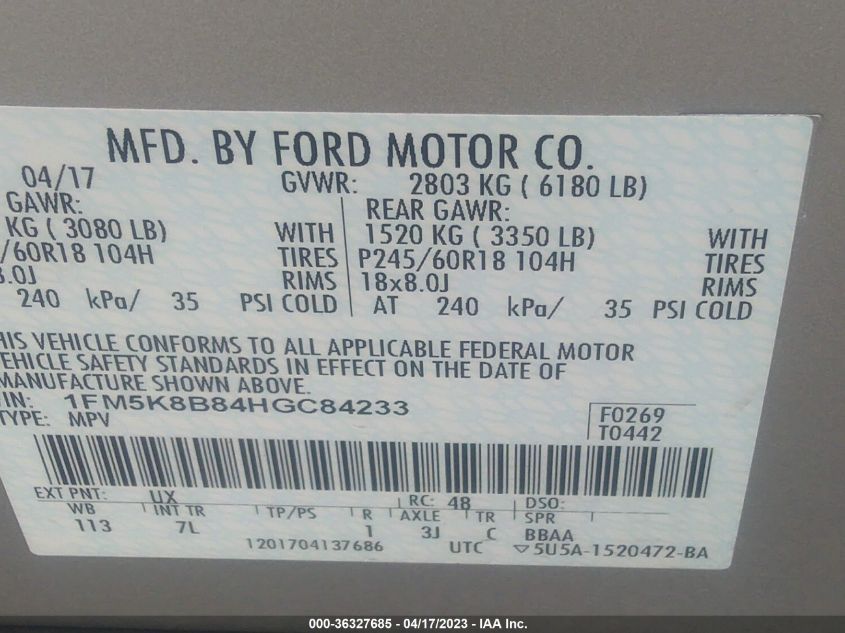 MFD. BY FORD MOTOR CO.
04/17 GVWR: 2803 KG ( 6180 LB)
GAWR: REAR GAWR:
KG ( 3080 LB) WITH 1520 KG ( 3350 LB) WITH
/60R18 104H TIRES P245/60R18 104H TIRES
8.0J RIMS 18x8.0J RIMS
240 kPa/ 35 PSI COLD AT 240 kPa/ 35 PSI COLD
HIS VEHICLE CONFORMS TO ALL APPLICABLE FEDERAL MOTOR
VEHICLE SAFETY STANDARDS IN EFFECT ON THE DATE OF
MANUFACTURE SHOWN ABOVE.
IN: 1FM5K8B84HGC84233 F0269
TYPE: MPV T0442
EXT PNT: UX RC: 48 DSO:
WB INT TR TP/PS R AXLE TR SPR
113 7L 1 3J C BBAA
1201704137686 UTC ▽5U5A-1520472-BA
000-36327685 - 04/17/2023 - IAA Inc.